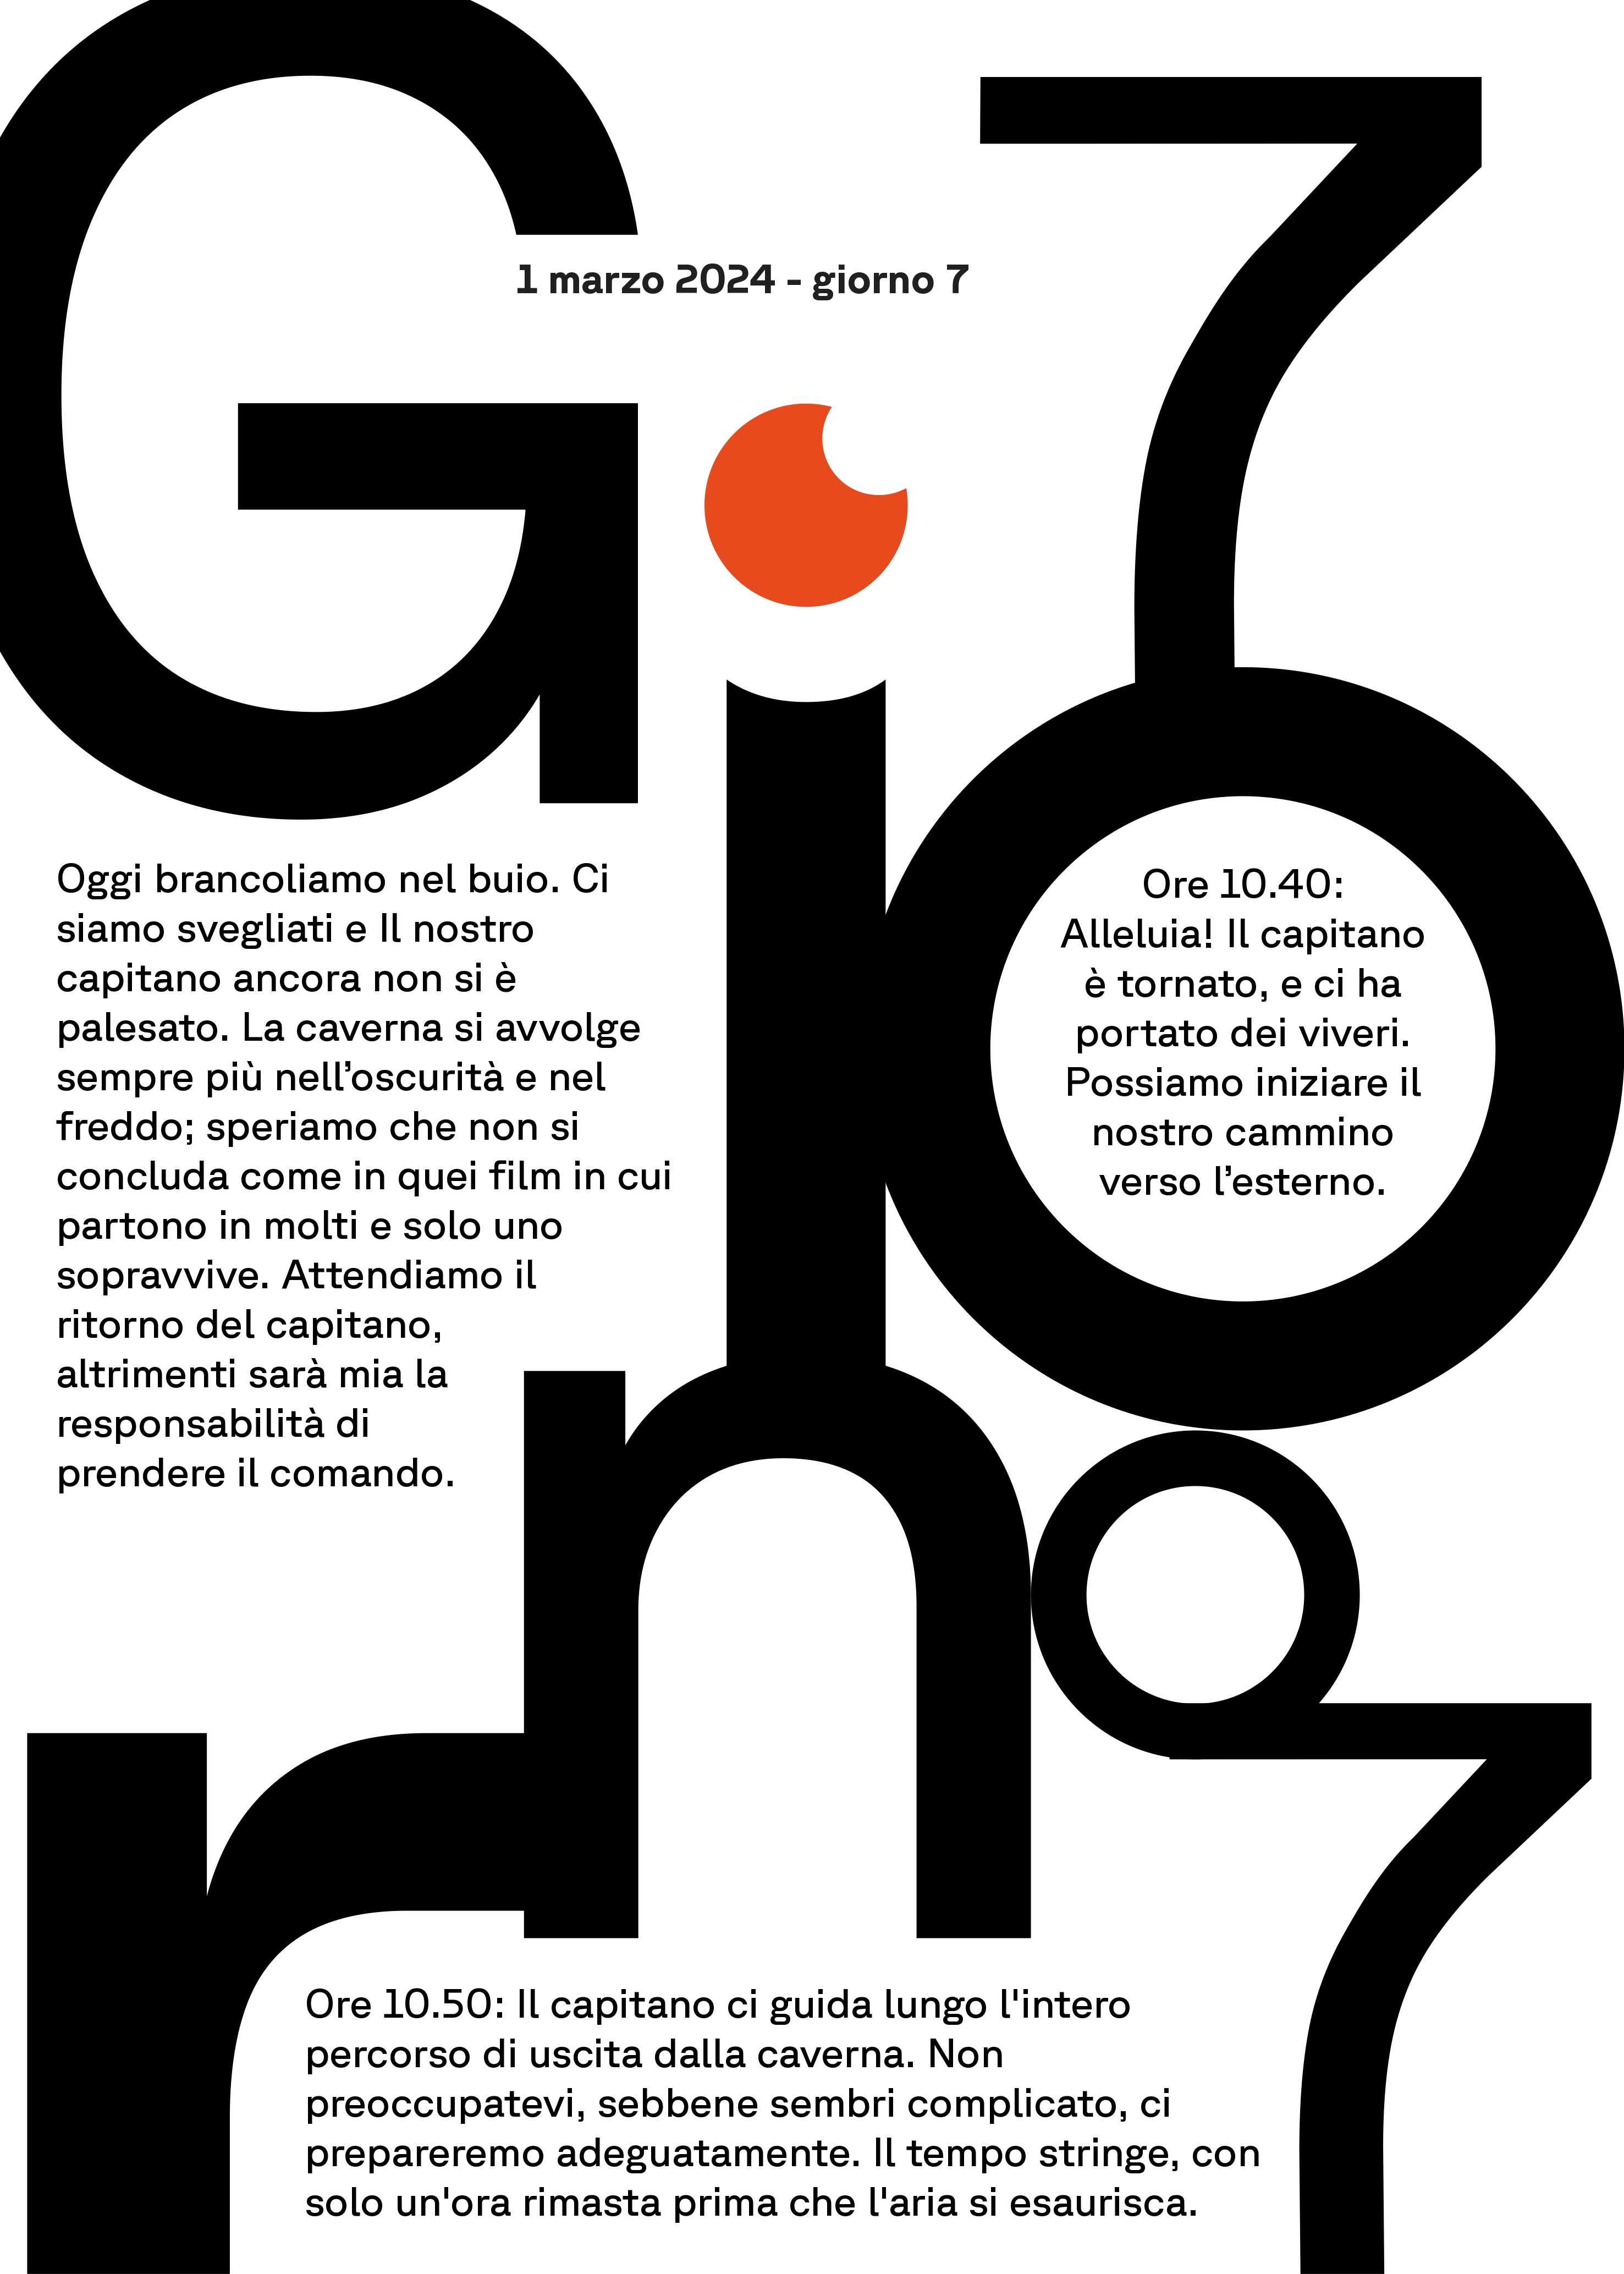 Gi
7
1 marzo 2024 - giorno 7
o
Oggi brancoliamo nel buio. Ci
siamo svegliati e Il nostro
capitano ancora non si è
palesato. La caverna si avvolge
sempre più nell’oscurità e nel
freddo; speriamo che non si
concluda come in quei film in cui
partono in molti e solo uno
sopravvive. Attendiamo il
ritorno del capitano,
altrimenti sarà mia la
responsabilità di
prendere il comando.
Ore 10.40:
Alleluia! Il capitano
è tornato, e ci ha
portato dei viveri.
Possiamo iniziare il
nostro cammino
verso l’esterno.
rno
7
Ore 10.50: Il capitano ci guida lungo l'intero
percorso di uscita dalla caverna. Non
preoccupatevi, sebbene sembri complicato, ci
prepareremo adeguatamente. Il tempo stringe, con
solo un'ora rimasta prima che l'aria si esaurisca.